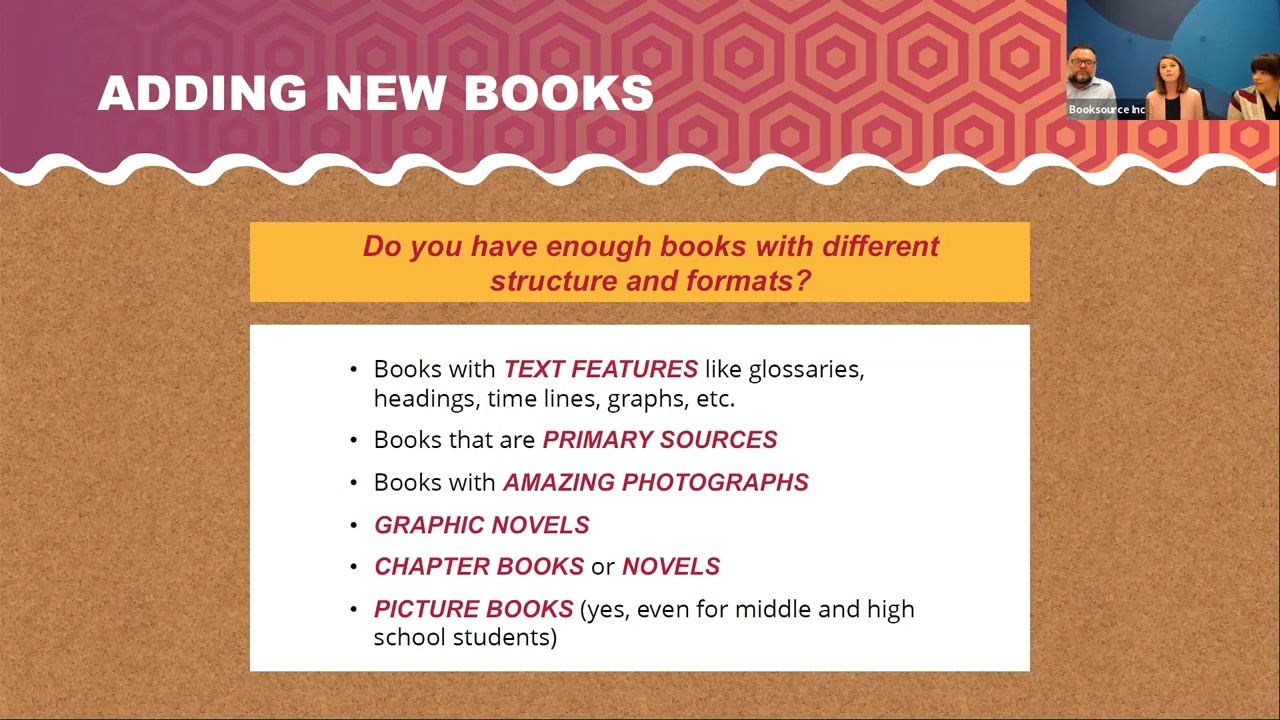 ADDING NEW BOOKS
Booksource Inc
Do you have enough books with different
structure and formats?
• Books with TEXT FEATURES like glossaries,
headings, time lines, graphs, etc.
• Books that are PRIMARY SOURCES
• Books with AMAZING PHOTOGRAPHS
• GRAPHIC NOVELS
• CHAPTER BOOKS or NOVELS
• PICTURE BOOKS (yes, even for middle and high
school students)